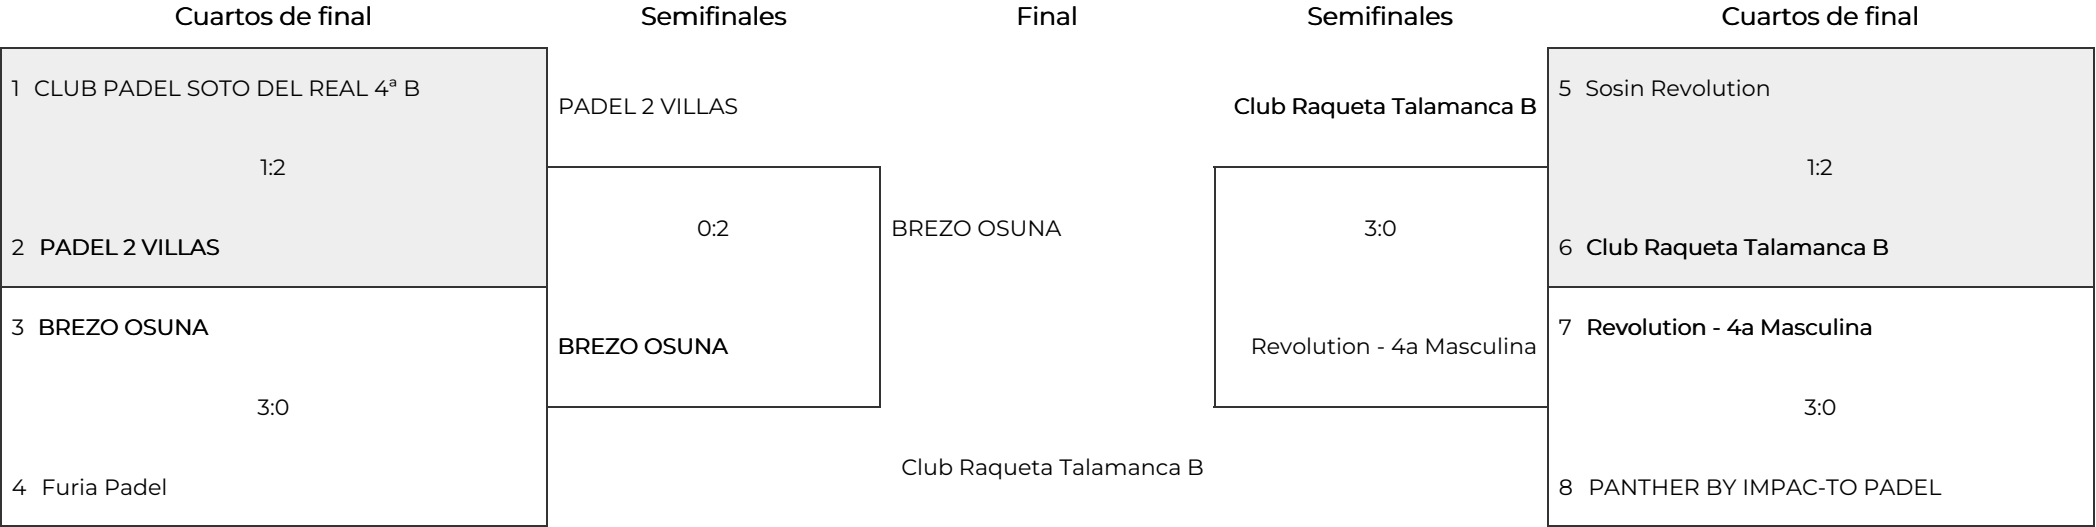 Cuartos de final
Semifinales
Final
Semifinales
Cuartos de final
1 CLUB PADEL SOTO DEL REAL 4ª B
1:2
2 PADEL 2 VILLAS
3 BREZO OSUNA
3:0
4 Furia Padel
PADEL 2 VILLAS
0:2
BREZO OSUNA
BREZO OSUNA
Club Raqueta Talamanca B
Club Raqueta Talamanca B
3:0
Revolution - 4a Masculina
5 Sosin Revolution
1:2
6 Club Raqueta Talamanca B
7 Revolution - 4a Masculina
3:0
8 PANTHER BY IMPAC-TO PADEL